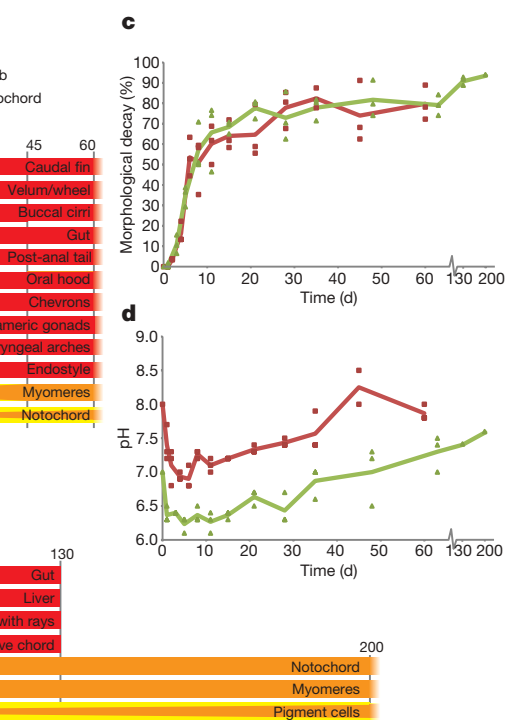 c
b
ochord
45 60
Caudal fin
Velum/wheel
Buccal cirri
Gut
Post-anal tail
Oral hood
Chevrons
americ gonads
yngeal arches
Endostyle
Myomeres
Notochord
Morphological decay (%)
100
90
80
70
60
50
40
30
20
10
0
0 10 20 30 40 50 60 130 200
Time (d)
d
pH
9.0
8.5
8.0
7.5
7.0
6.5
6.0
0 10 20 30 40 50 60 130 200
Time (d)
130
Gut
Liver
with rays
ve chord
200
Notochord
Myomeres
Pigment cells